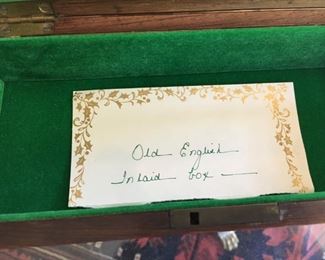 Old English
Inlaid box —